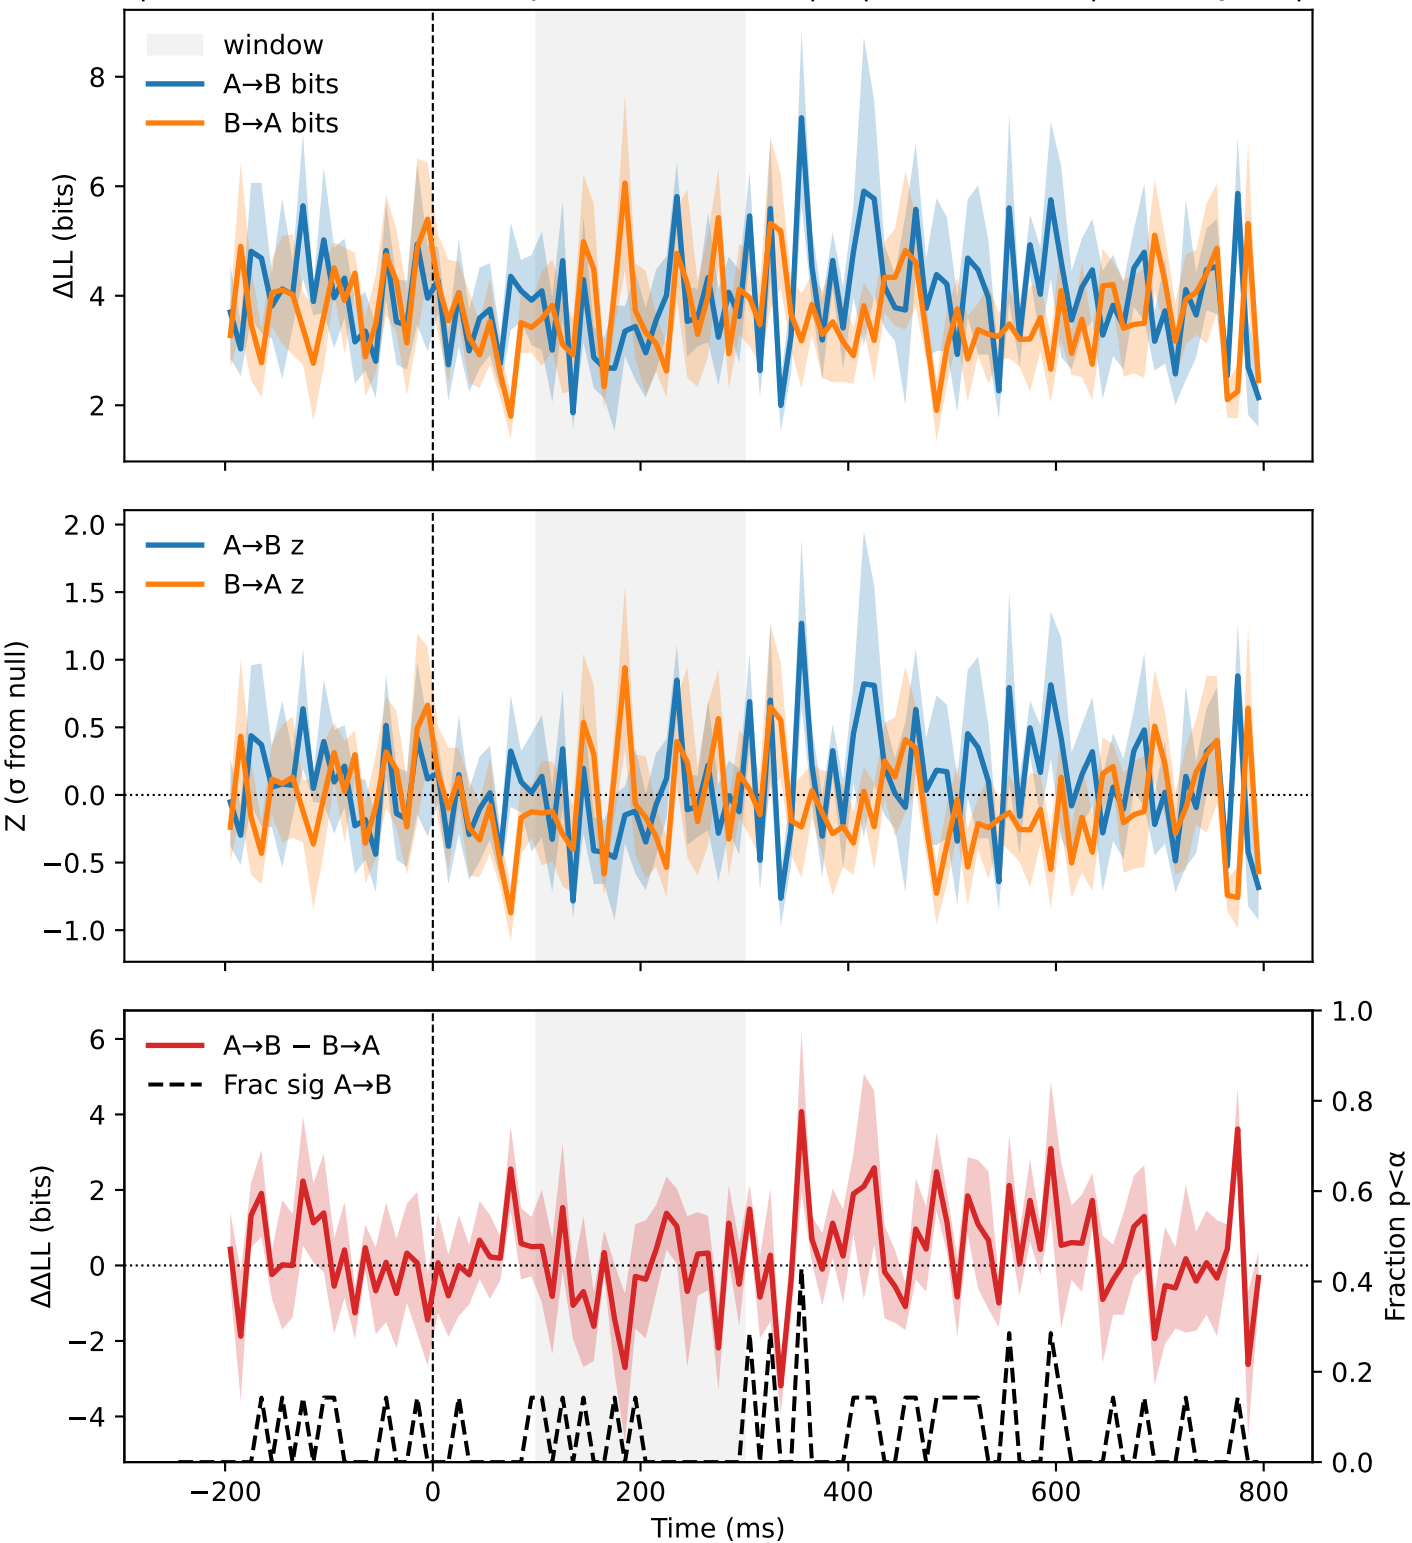 window
A→B bits
B→A bits
ΔLL (bits)
8
6
4
2
A→B z
B→A z
Z (σ from null)
2.0
1.5
1.0
0.5
0.0
−0.5
−1.0
A→B − B→A
Frac sig A→B
ΔΔLL (bits)
6
4
2
0
−2
−4
1.0
0.8
0.6
0.4
0.2
0.0
Fraction p<α
−200
0
200
400
600
800
Time (ms)